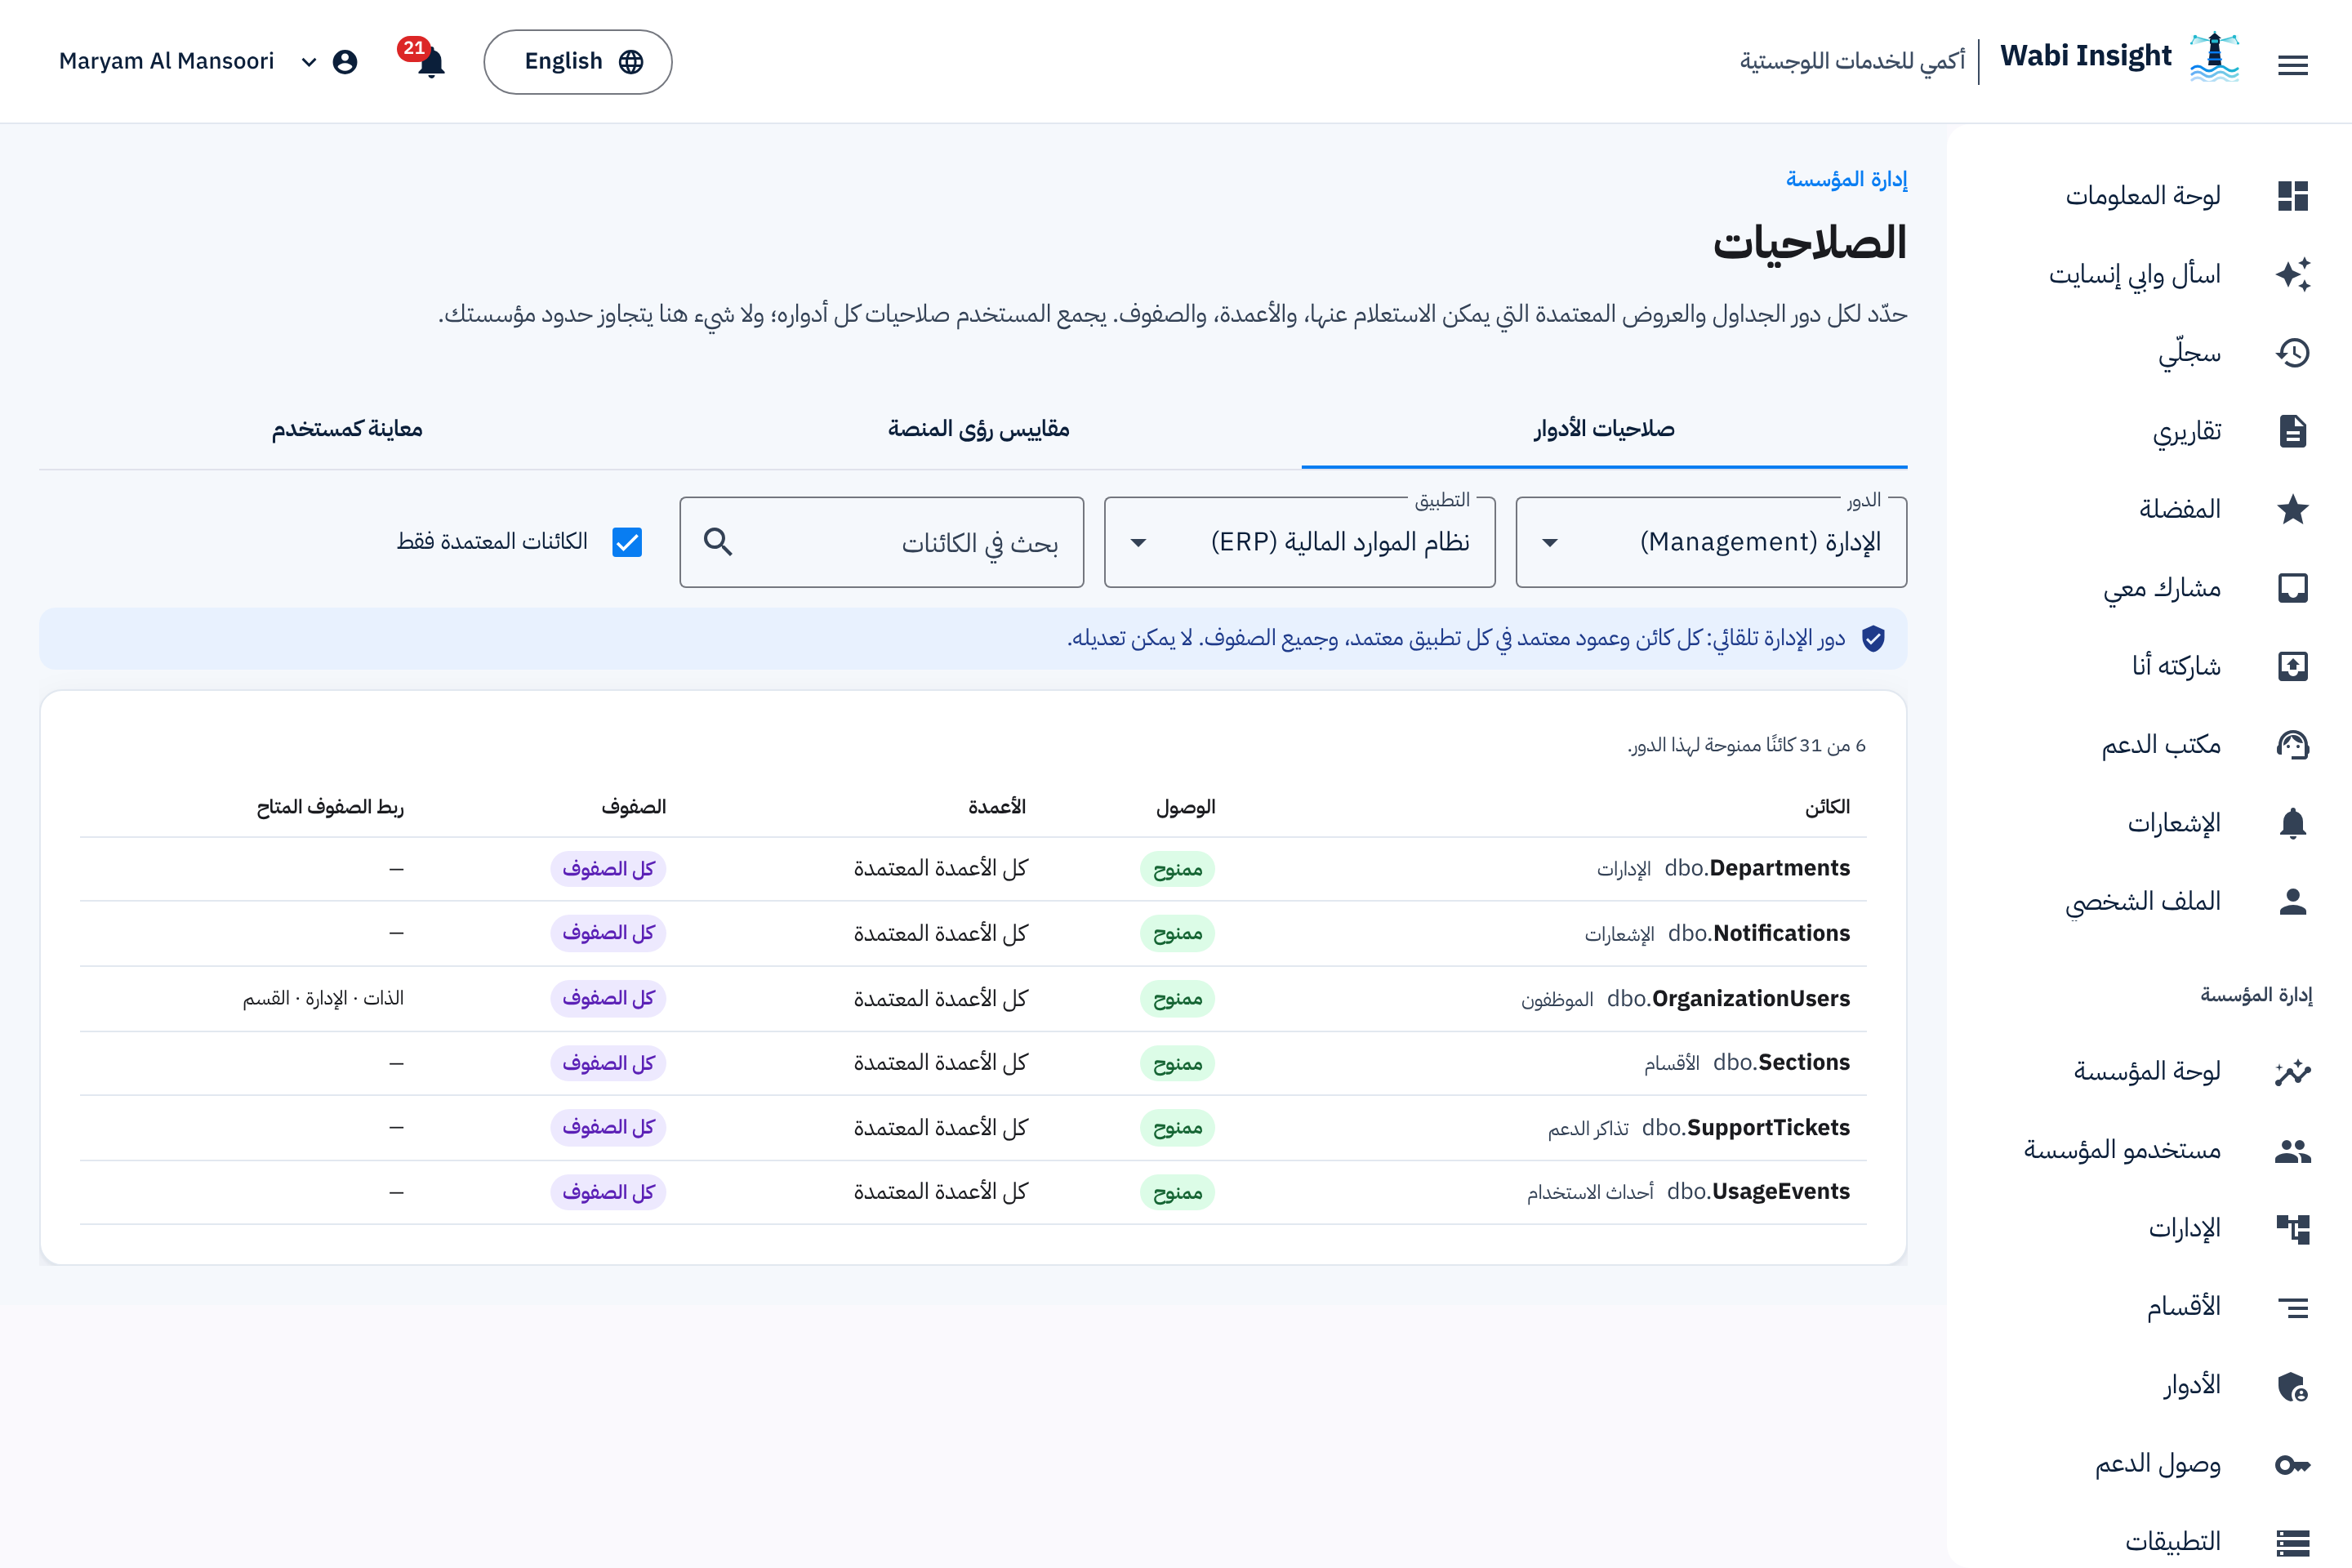 Wabi Insight | أكمي للخدمات اللوجستية
English
21
Maryam Al Mansoori
لوحة المعلومات
اسأل وابي إنسايت
سجلّي
تقاريري
المفضلة
مشارك معي
شاركته أنا
مكتب الدعم
الإشعارات
الملف الشخصي
إدارة المؤسسة
لوحة المؤسسة
مستخدمو المؤسسة
الإدارات
الأقسام
الأدوار
وصول الدعم
التطبيقات
إدارة المؤسسة
الصلاحيات
حدّد لكل دور الجداول والعروض المعتمدة التي يمكن الاستعلام عنها، والأعمدة، والصفوف. يجمع المستخدم صلاحيات كل أدواره؛ ولا شيء هنا يتجاوز حدود مؤسستك.
صلاحيات الأدوار
مقاييس رؤى المنصة
معاينة كمستخدم
الدور
الإدارة (Management)
التطبيق
نظام الموارد المالية (ERP)
بحث في الكائنات
الكائنات المعتمدة فقط
دور الإدارة تلقائي: كل كائن وعمود معتمد في كل تطبيق معتمد، وجميع الصفوف. لا يمكن تعديله.
6 من 31 كائنًا ممنوحة لهذا الدور.
الكائن الوصول الأعمدة الصفوف ربط الصفوف المتاح
dbo.Departments الإدارات ممنوح كل الأعمدة المعتمدة كل الصفوف —
dbo.Notifications الإشعارات ممنوح كل الأعمدة المعتمدة كل الصفوف —
dbo.OrganizationUsers الموظفون ممنوح كل الأعمدة المعتمدة كل الصفوف الذات · الإدارة · القسم
dbo.Sections الأقسام ممنوح كل الأعمدة المعتمدة كل الصفوف —
dbo.SupportTickets تذاكر الدعم ممنوح كل الأعمدة المعتمدة كل الصفوف —
dbo.UsageEvents أحداث الاستخدام ممنوح كل الأعمدة المعتمدة كل الصفوف —